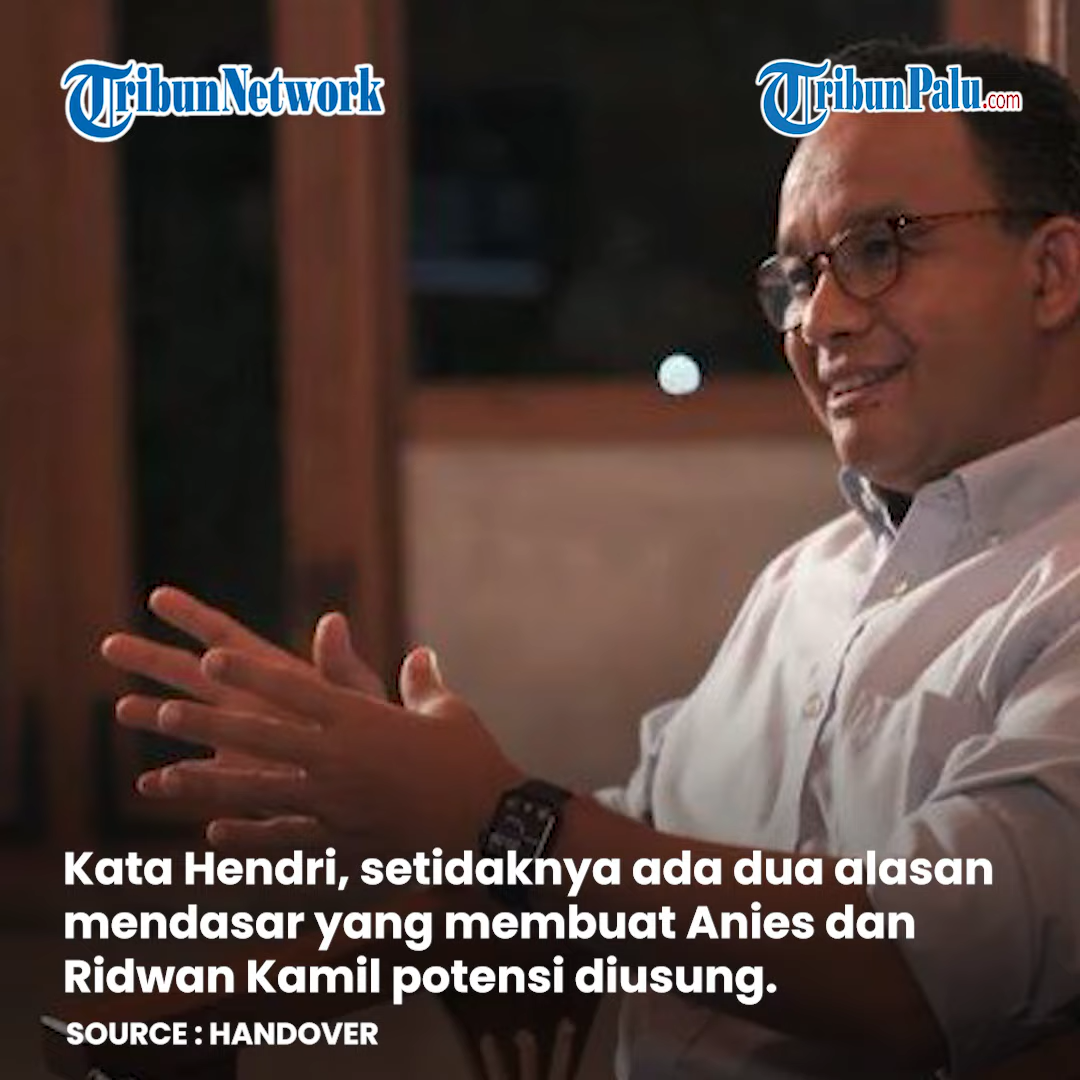 TribunNetwork
TribunPalu.com
Kata Hendri, setidaknya ada dua alasan
mendasar yang membuat Anies dan
Ridwan Kamil potensi diusung.
SOURCE : HANDOVER